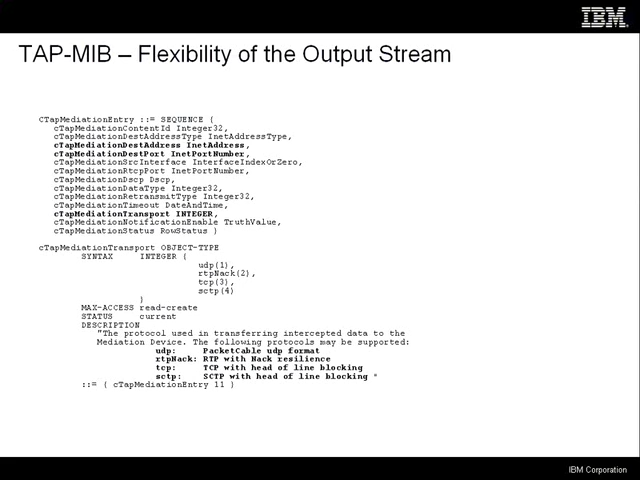 IBM
TAP-MIB – Flexibility of the Output Stream
CTapMediationEntry ::= SEQUENCE {
cTapMediationContentId Integer32,
cTapMediationDestAddressType InetAddressType,
cTapMediationDestAddress InetAddress,
cTapMediationDestPort InetPortNumber,
cTapMediationSrcInterface InterfaceIndexOrZero,
cTapMediationRtcpPort InetPortNumber,
cTapMediationDscp Dscp,
cTapMediationDataType Integer32,
cTapMediationRetransmitType Integer32,
cTapMediationTimeout DateAndTime,
cTapMediationTransport INTEGER,
cTapMediationNotificationEnable TruthValue,
cTapMediationStatus RowStatus }
cTapMediationTransport OBJECT-TYPE
SYNTAX INTEGER {
udp(1),
rtpNack(2),
tcp(3),
sctp(4)
}
MAX-ACCESS read-create
STATUS current
DESCRIPTION
"The protocol used in transferring intercepted data to the
Mediation Device. The following protocols may be supported:
udp: PacketCable udp format
rtpNack: RTP with Nack resilience
tcp: TCP with head of line blocking
sctp: SCTP with head of line blocking "
::= { cTapMediationEntry 11 }
IBM Corporation